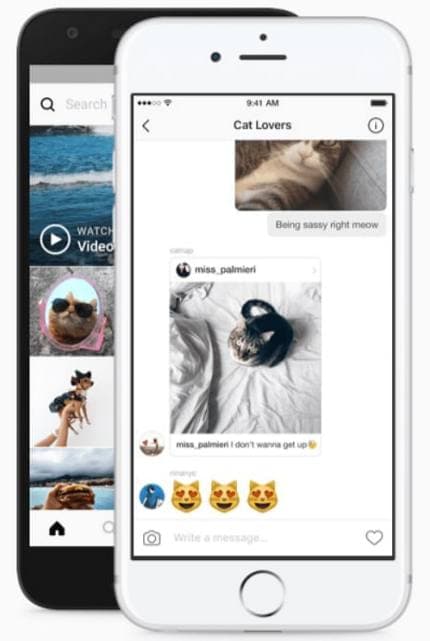 Search
WATCH
Video
9:41 AM
Cat Lovers
Being sassy right meow
catnap
miss_palmieri
miss_palmieri I don't wanna get up
ninanyc
Write a message...